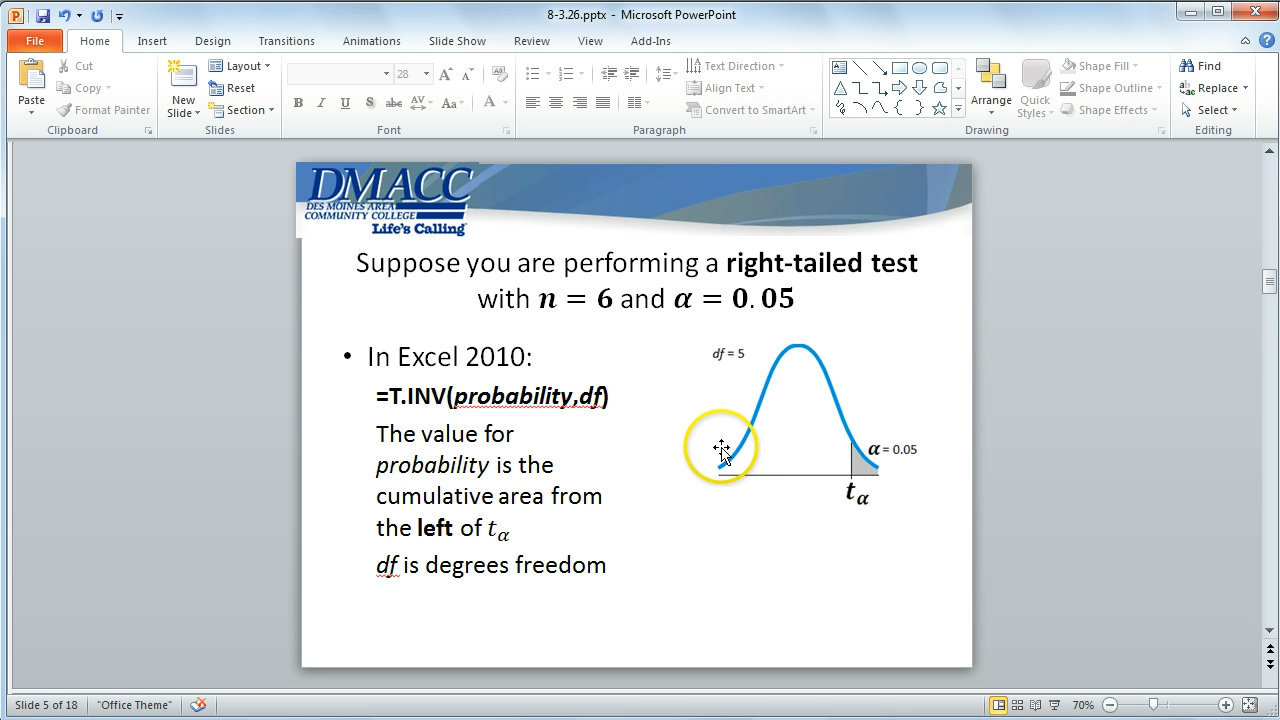 8-3.26.pptx - Microsoft PowerPoint
File Home Insert Design Transitions Animations Slide Show Review View Add-Ins
Paste
Cut
Copy
Format Painter
Clipboard
New
Slide
Layout
Reset
Section
Slides
28
B I U S abc AV Aa A
Font
Text Direction
Align Text
Convert to SmartArt
Paragraph
Arrange
Quick
Styles
Shape Fill
Shape Outline
Shape Effects
Drawing
Find
Replace
Select
Editing
DMACC
DES MOINES AREA
COMMUNITY COLLEGE
Life's Calling
Suppose you are performing a right-tailed test
with n = 6 and α = 0.05
• In Excel 2010:
=T.INV(probability,df)
The value for
probability is the
cumulative area from
the left of tα
df is degrees freedom
df = 5
α = 0.05
tα
Slide 5 of 18 "Office Theme" 70%